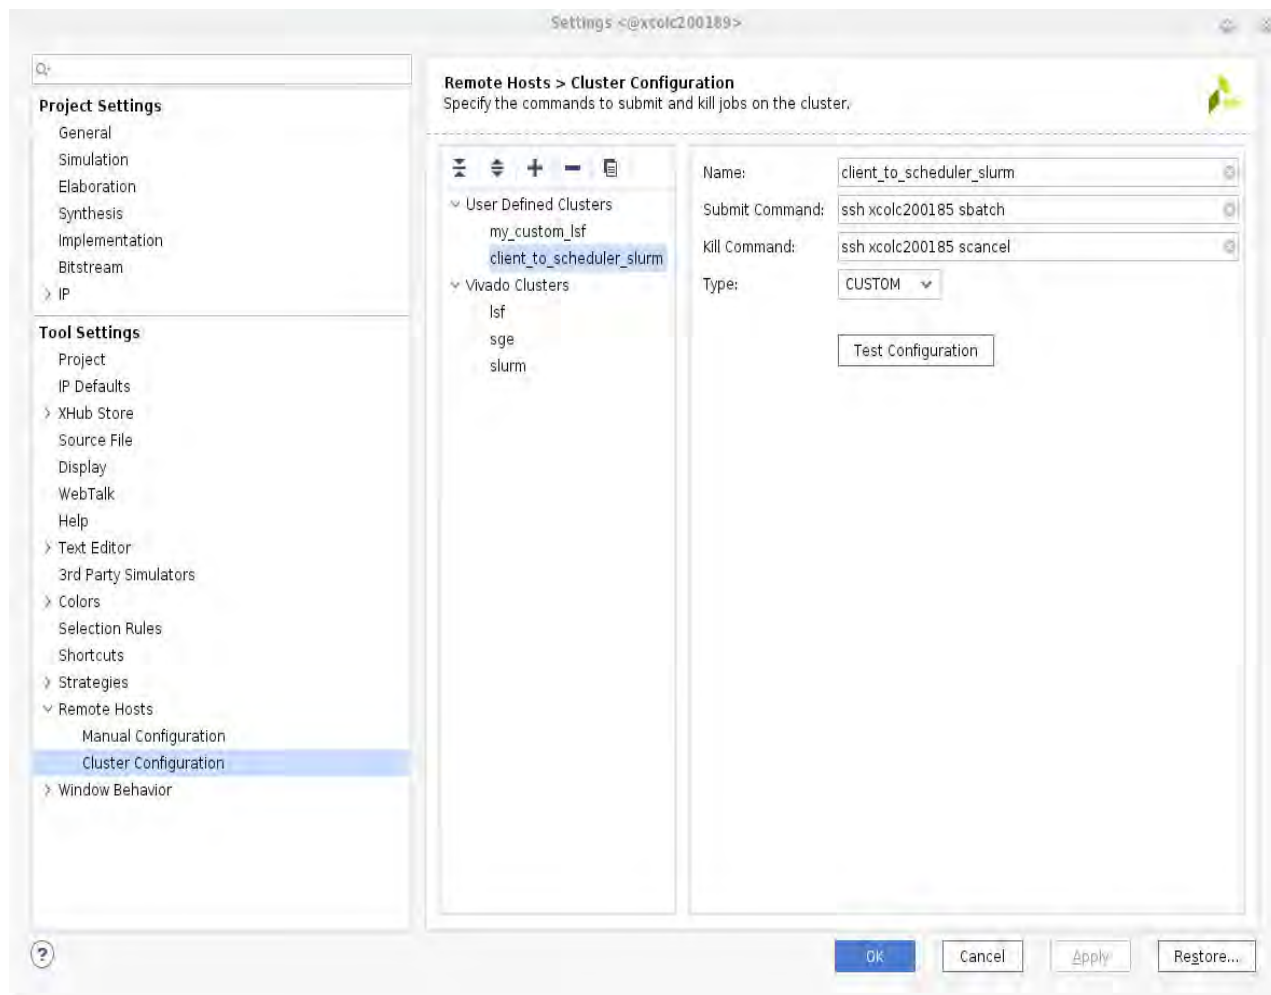 Settings <@xcolc200189>
Project Settings
General
Simulation
Elaboration
Synthesis
Implementation
Bitstream
IP
Tool Settings
Project
IP Defaults
XHub Store
Source File
Display
WebTalk
Help
Text Editor
3rd Party Simulators
Colors
Selection Rules
Shortcuts
Strategies
Remote Hosts
Manual Configuration
Cluster Configuration
Window Behavior
Remote Hosts > Cluster Configuration
Specify the commands to submit and kill jobs on the cluster.
User Defined Clusters
my_custom_lsf
client_to_scheduler_slurm
Vivado Clusters
lsf
sge
slurm
Name: client_to_scheduler_slurm
Submit Command: ssh xcolc200185 sbatch
Kill Command: ssh xcolc200185 scancel
Type: CUSTOM
Test Configuration
? OK Cancel Apply Restore...